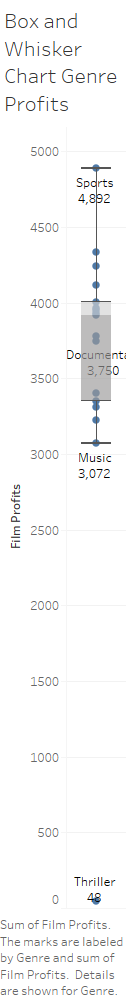 Box and
Whisker
Chart Genre
Profits
5000
Sports
4,892
4500
4000
Documenta
3,750
3500
3000
Music
3,072
Film Profits
2500
2000
1500
1000
500
Thriller
48
0
Sum of Film Profits.
The marks are labeled
by Genre and sum of
Film Profits. Details
are shown for Genre.